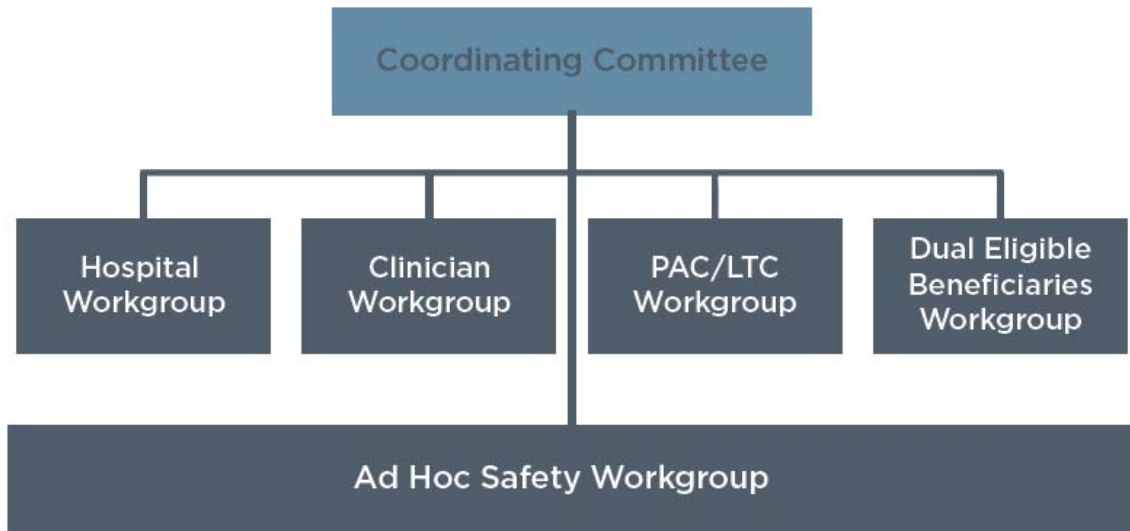 Coordinating Committee
Hospital
Workgroup
Clinician
Workgroup
PAC/LTC
Workgroup
Dual Eligible
Beneficiaries
Workgroup
Ad Hoc Safety Workgroup